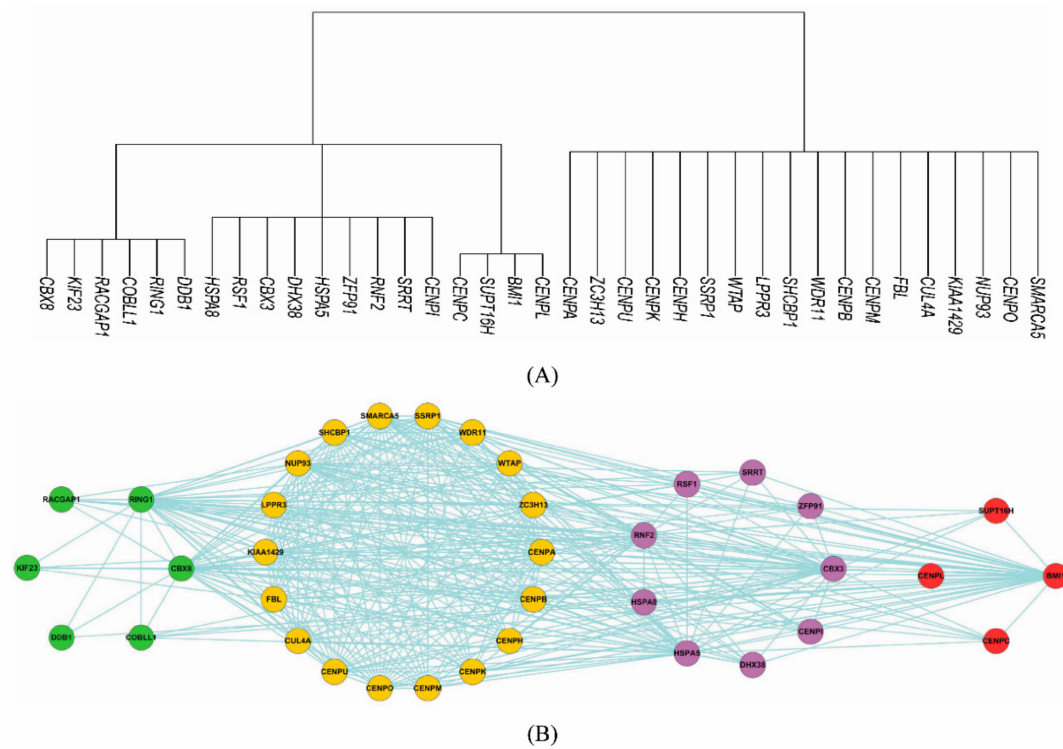 CBX8
KIF23
RACGAP1
COBLL1
RING1
DDB1
HSPA8
RSF1
CBX3
DHX38
HSPA5
ZFP91
RNF2
SRRT
CENPI
CENPC
SUPT16H
BMI1
CENPL
CENPA
ZC3H13
CENPU
CENPK
CENPH
SSRP1
WTAP
LPPR3
SHCBP1
WDR11
CENPB
CENPM
FBL
CUL4A
KIAA1429
NUP93
CENPO
SMARCA5
(A)
SMARCA5
SSRP1
SHCBP1
WDR11
NUP93
WTAP
SRRT
RSF1
RACGAP1
RING1
LPPR3
ZC3H13
ZFP91
SUPT16H
RNF2
KIAA1429
CENPA
KIF23
CBX8
CBX3
CENPL
BMI1
FBL
CENPB
HSPA8
DDB1
COBLL1
CUL4A
CENPH
CENPI
CENPC
HSPA5
CENPU
CENPK
DHX38
CENPO
CENPM
(B)